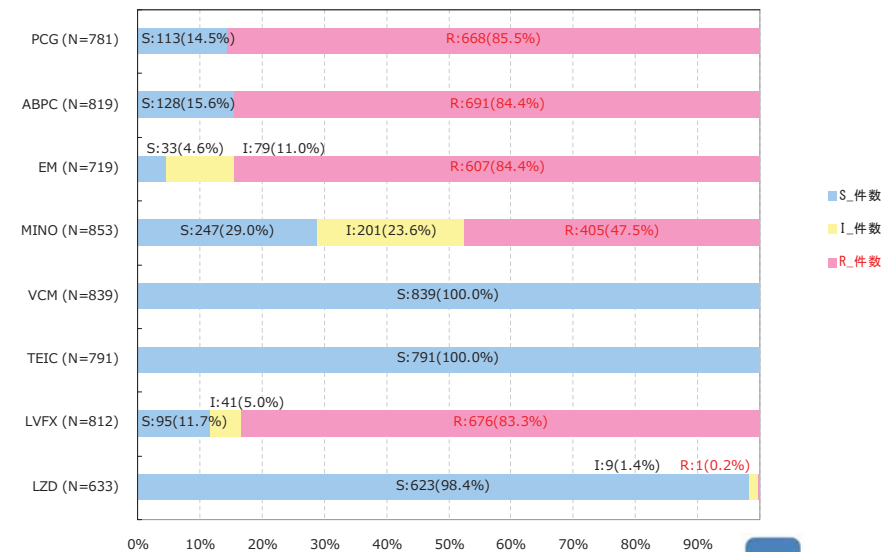 PCG (N=781) S:113(14.5%) R:668(85.5%)
ABPC (N=819) S:128(15.6%) R:691(84.4%)
S:33(4.6%) I:79(11.0%)
EM (N=719) R:607(84.4%)
MINO (N=853) S:247(29.0%) I:201(23.6%) R:405(47.5%)
VCM (N=839) S:839(100.0%)
TEIC (N=791) S:791(100.0%)
I:41(5.0%)
LVFX (N=812) S:95(11.7%) R:676(83.3%)
I:9(1.4%) R:1(0.2%)
LZD (N=633) S:623(98.4%)
0% 10% 20% 30% 40% 50% 60% 70% 80% 90%
S_件数
I_件数
R_件数